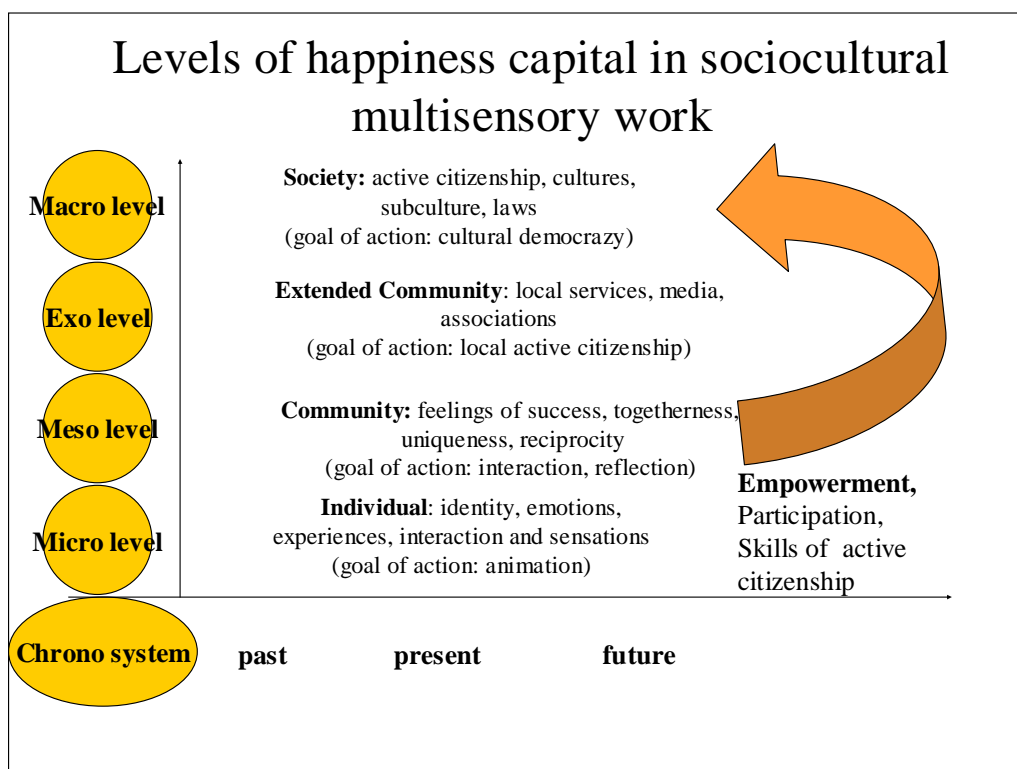 Levels of happiness capital in sociocultural
multisensory work
Macro level
Society: active citizenship, cultures,
subculture, laws
(goal of action: cultural democrazy)
Exo level
Extended Community: local services, media,
associations
(goal of action: local active citizenship)
Meso level
Community: feelings of success, togetherness,
uniqueness, reciprocity
(goal of action: interaction, reflection)
Micro level
Individual: identity, emotions,
experiences, interaction and sensations
(goal of action: animation)
Empowerment,
Participation,
Skills of active
citizenship
Chrono system
past present future